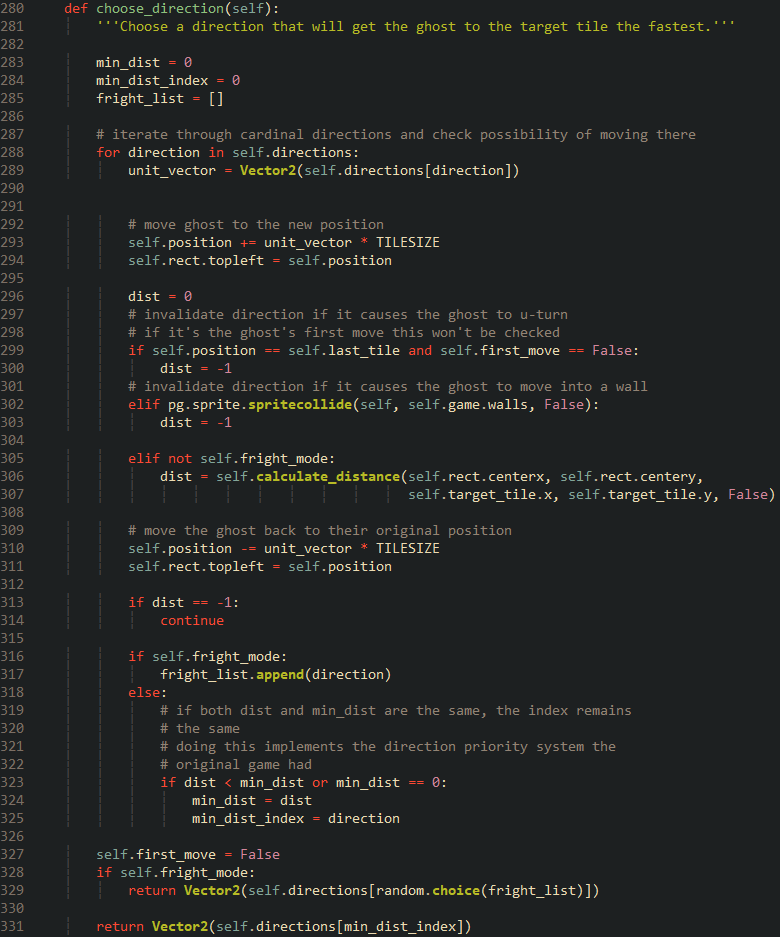 280 def choose_direction(self):
281 '''Choose a direction that will get the ghost to the target tile the fastest.'''
282
283 min_dist = 0
284 min_dist_index = 0
285 fright_list = []
286
287 # iterate through cardinal directions and check possibility of moving there
288 for direction in self.directions:
289 unit_vector = Vector2(self.directions[direction])
290
291
292 # move ghost to the new position
293 self.position += unit_vector * TILESIZE
294 self.rect.topleft = self.position
295
296 dist = 0
297 # invalidate direction if it causes the ghost to u-turn
298 # if it's the ghost's first move this won't be checked
299 if self.position == self.last_tile and self.first_move == False:
300 dist = -1
301 # invalidate direction if it causes the ghost to move into a wall
302 elif pg.sprite.spritecollide(self, self.game.walls, False):
303 dist = -1
304
305 elif not self.fright_mode:
306 dist = self.calculate_distance(self.rect.centerx, self.rect.centery,
307 self.target_tile.x, self.target_tile.y, False)
308
309 # move the ghost back to their original position
310 self.position -= unit_vector * TILESIZE
311 self.rect.topleft = self.position
312
313 if dist == -1:
314 continue
315
316 if self.fright_mode:
317 fright_list.append(direction)
318 else:
319 # if both dist and min_dist are the same, the index remains
320 # the same
321 # doing this implements the direction priority system the
322 # original game had
323 if dist < min_dist or min_dist == 0:
324 min_dist = dist
325 min_dist_index = direction
326
327 self.first_move = False
328 if self.fright_mode:
329 return Vector2(self.directions[random.choice(fright_list)])
330
331 return Vector2(self.directions[min_dist_index])